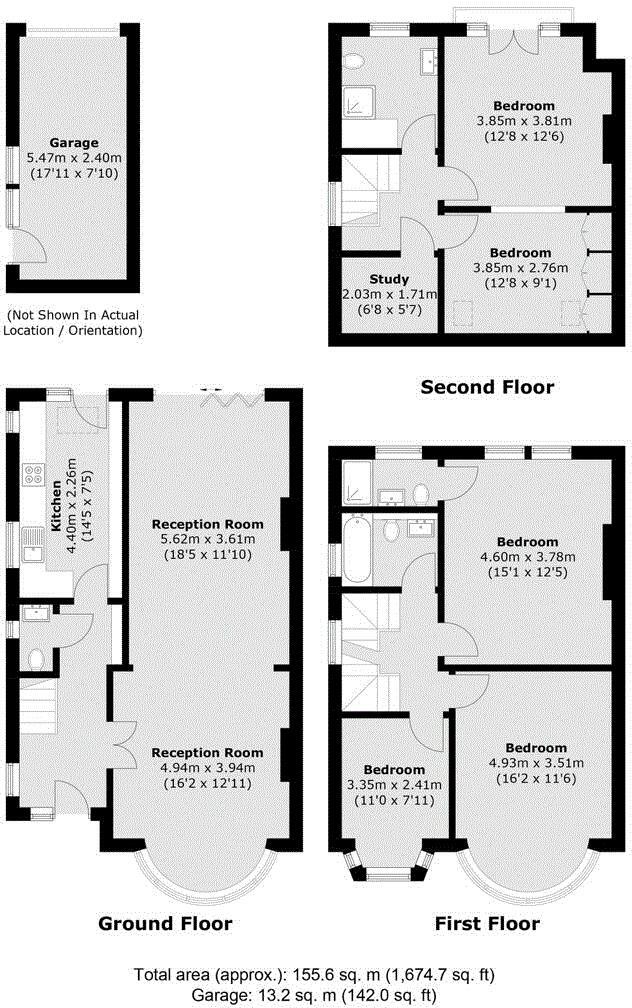 Garage
5.47m x 2.40m
(17'11 x 7'10)
(Not Shown In Actual
Location / Orientation)
Bedroom
3.85m x 3.81m
(12'8 x 12'6)
Bedroom
3.85m x 2.76m
(12'8 x 9'1)
Study
2.03m x 1.71m
(6'8 x 5'7)
Second Floor
Kitchen
4.40m x 2.26m
(14'5 x 7'5)
Reception Room
5.62m x 3.61m
(18'5 x 11'10)
Reception Room
4.94m x 3.94m
(16'2 x 12'11)
Ground Floor
Bedroom
4.60m x 3.78m
(15'1 x 12'5)
Bedroom
4.93m x 3.51m
(16'2 x 11'6)
Bedroom
3.35m x 2.41m
(11'0 x 7'11)
First Floor
Total area (approx.): 155.6 sq. m (1,674.7 sq. ft)
Garage: 13.2 sq. m (142.0 sq. ft)